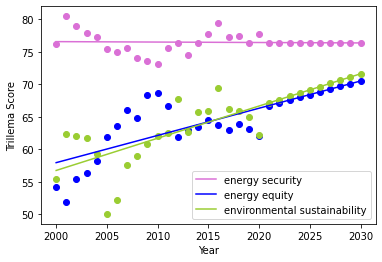 80
75
70
65
60
55
50
Trillema Score
2000
2005
2010
2015
2020
2025
2030
Year
energy security
energy equity
environmental sustainability